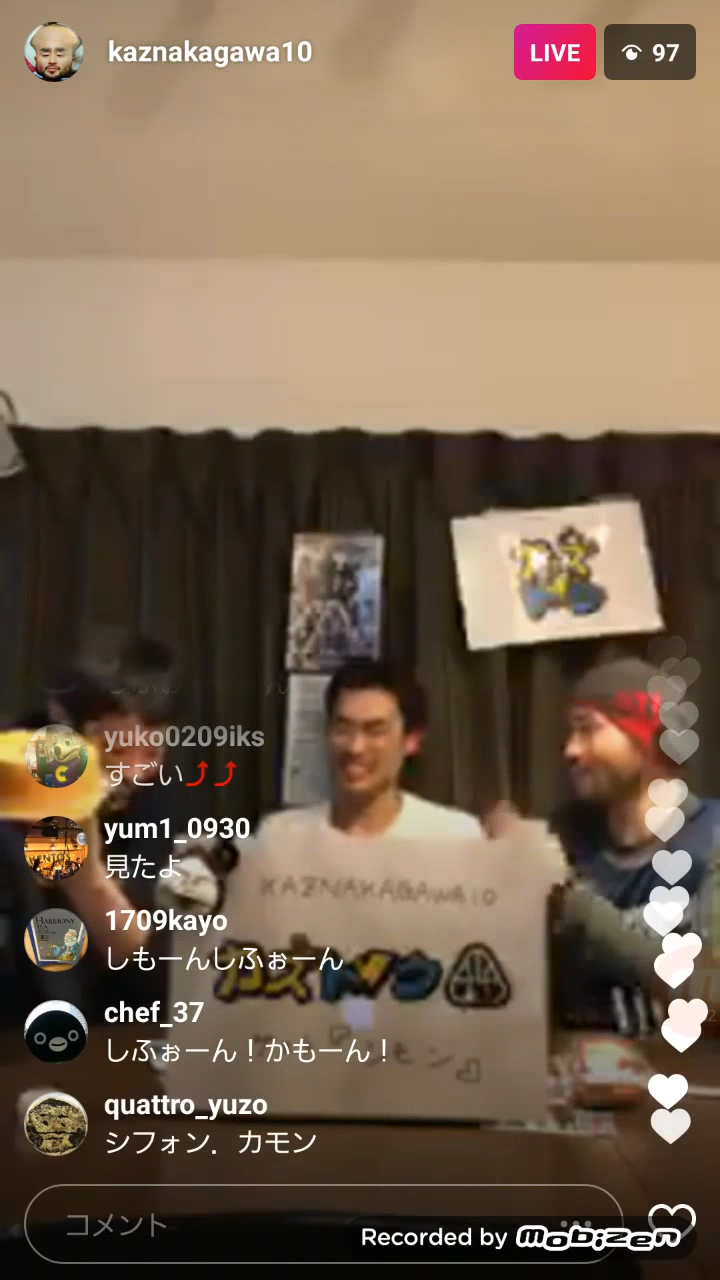 kaznakagawa10
LIVE
97
yuko0209iks
すごい⤴⤴
yum1_0930
見たよ
KAZNAKAGAWA10
1709kayo
しもーんしふぉーん
カズ
chef_37
しふぉーん！かもーん！
quattro_yuzo
シフォン．カモン
コメント
Recorded by mobizen